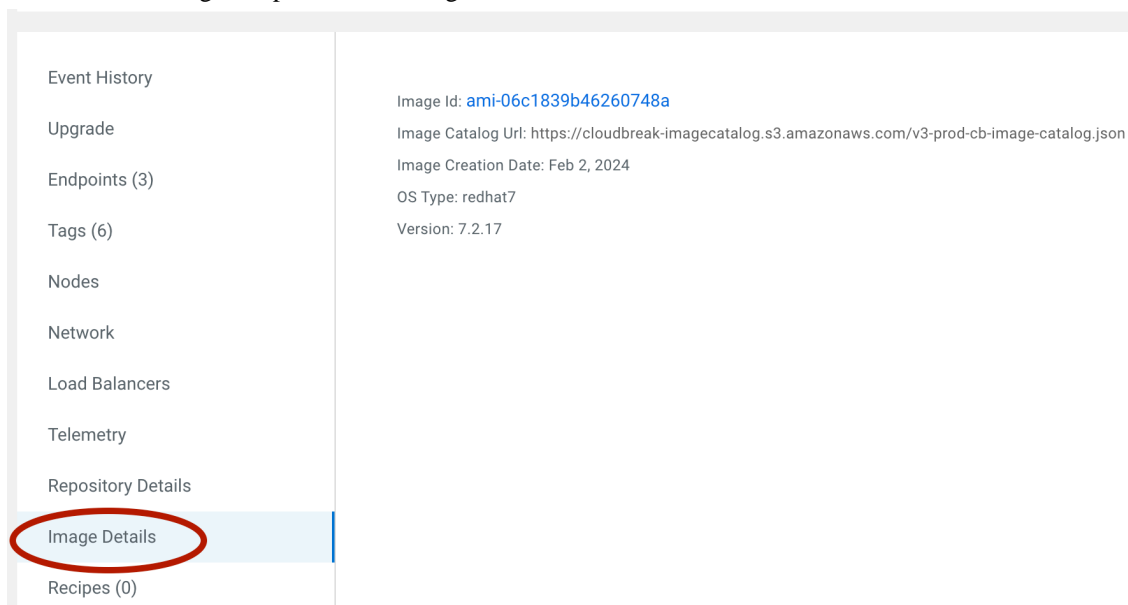 Event History
Upgrade
Endpoints (3)
Tags (6)
Nodes
Network
Load Balancers
Telemetry
Repository Details
Image Details
Recipes (0)
Image Id: ami-06c1839b46260748a
Image Catalog Url: https://cloudbreak-imagecatalog.s3.amazonaws.com/v3-prod-cb-image-catalog.json
Image Creation Date: Feb 2, 2024
OS Type: redhat7
Version: 7.2.17